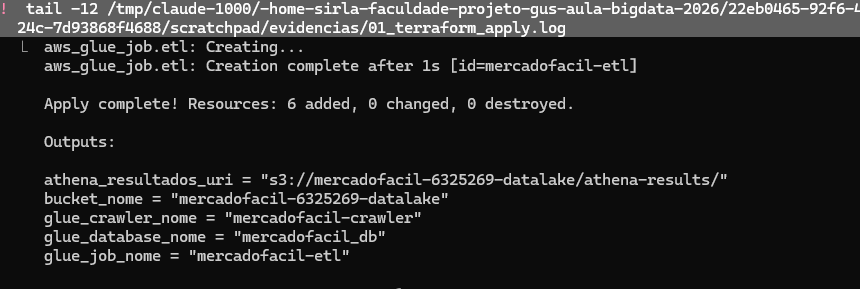 ! tail -12 /tmp/claude-1000/-home-sirla-faculdade-projeto-gus-aula-bigdata-2026/22eb0465-92f6-4
24c-7d93868f4688/scratchpad/evidencias/01_terraform_apply.log
└ aws_glue_job.etl: Creating...
aws_glue_job.etl: Creation complete after 1s [id=mercadofacil-etl]
Apply complete! Resources: 6 added, 0 changed, 0 destroyed.
Outputs:
athena_resultados_uri = "s3://mercadofacil-6325269-datalake/athena-results/"
bucket_nome = "mercadofacil-6325269-datalake"
glue_crawler_nome = "mercadofacil-crawler"
glue_database_nome = "mercadofacil_db"
glue_job_nome = "mercadofacil-etl"